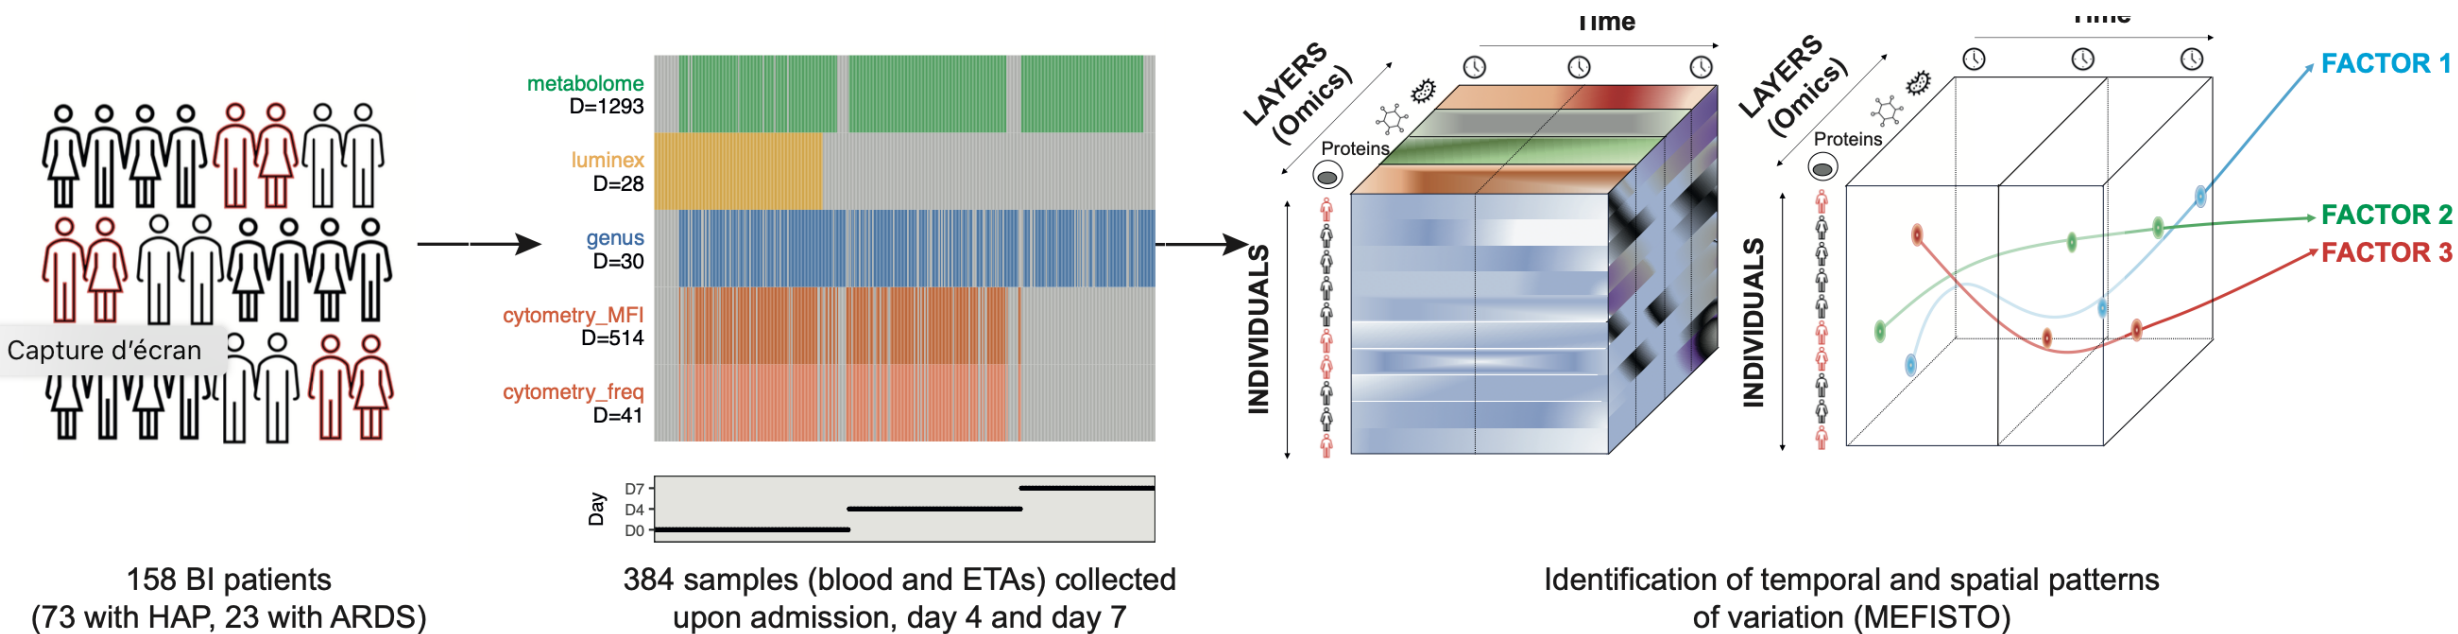 metabolome
D=1293
luminex
D=28
genus
D=30
cytometry_MFI
D=514
cytometry_freq
D=41
Day
D7
D4
D0
Capture d'écran
158 BI patients
(73 with HAP, 23 with ARDS)
384 samples (blood and ETAs) collected
upon admission, day 4 and day 7
Time
LAYERS
(Omics)
Proteins
INDIVIDUALS
Time
LAYERS
(Omics)
Proteins
INDIVIDUALS
FACTOR 1
FACTOR 2
FACTOR 3
Identification of temporal and spatial patterns
of variation (MEFISTO)